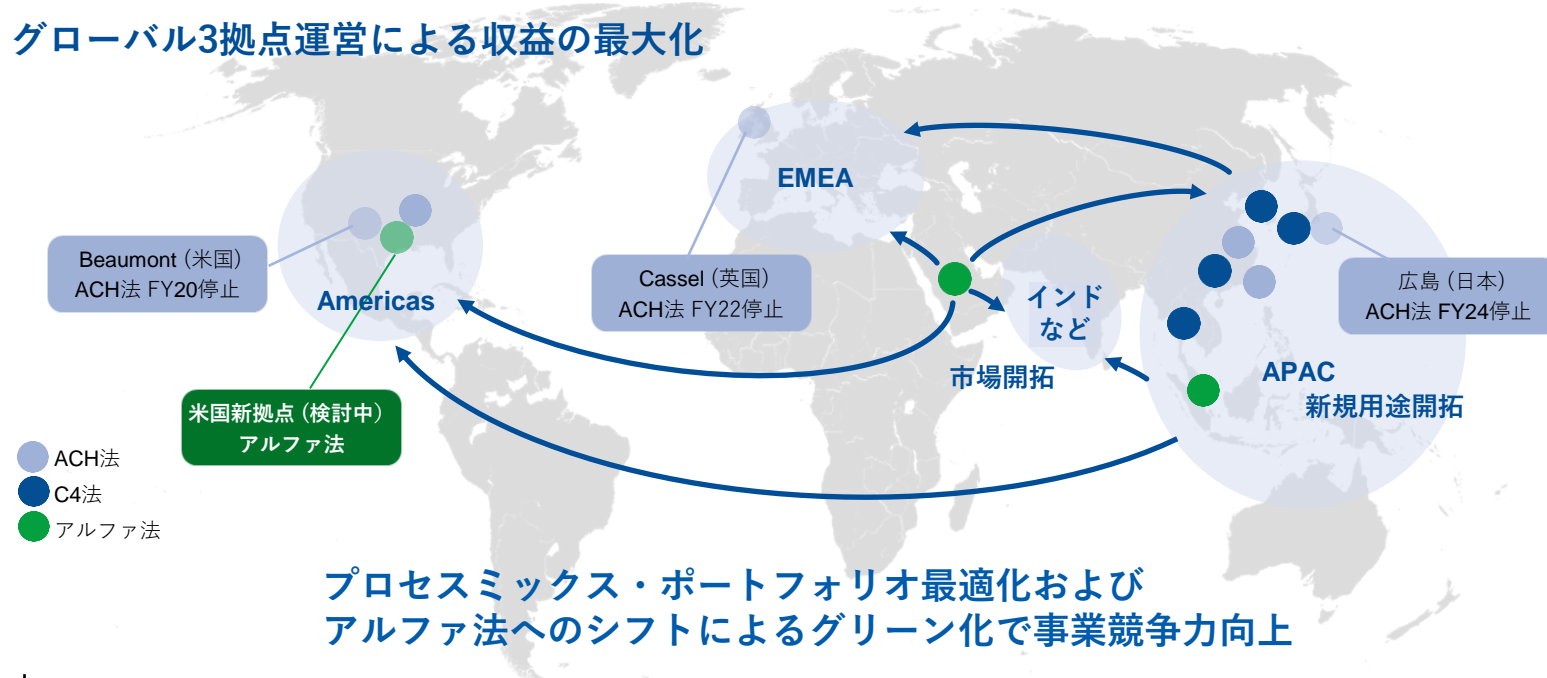 グローバル3拠点運営による収益の最大化
EMEA
Beaumont（米国）
ACH法 FY20停止
Americas
Cassel（英国）
ACH法 FY22停止
インド
など
広島（日本）
ACH法 FY24停止
市場開拓
APAC
新規用途開拓
米国新拠点（検討中）
アルファ法
ACH法
C4法
アルファ法
プロセスミックス・ポートフォリオ最適化および
アルファ法へのシフトによるグリーン化で事業競争力向上